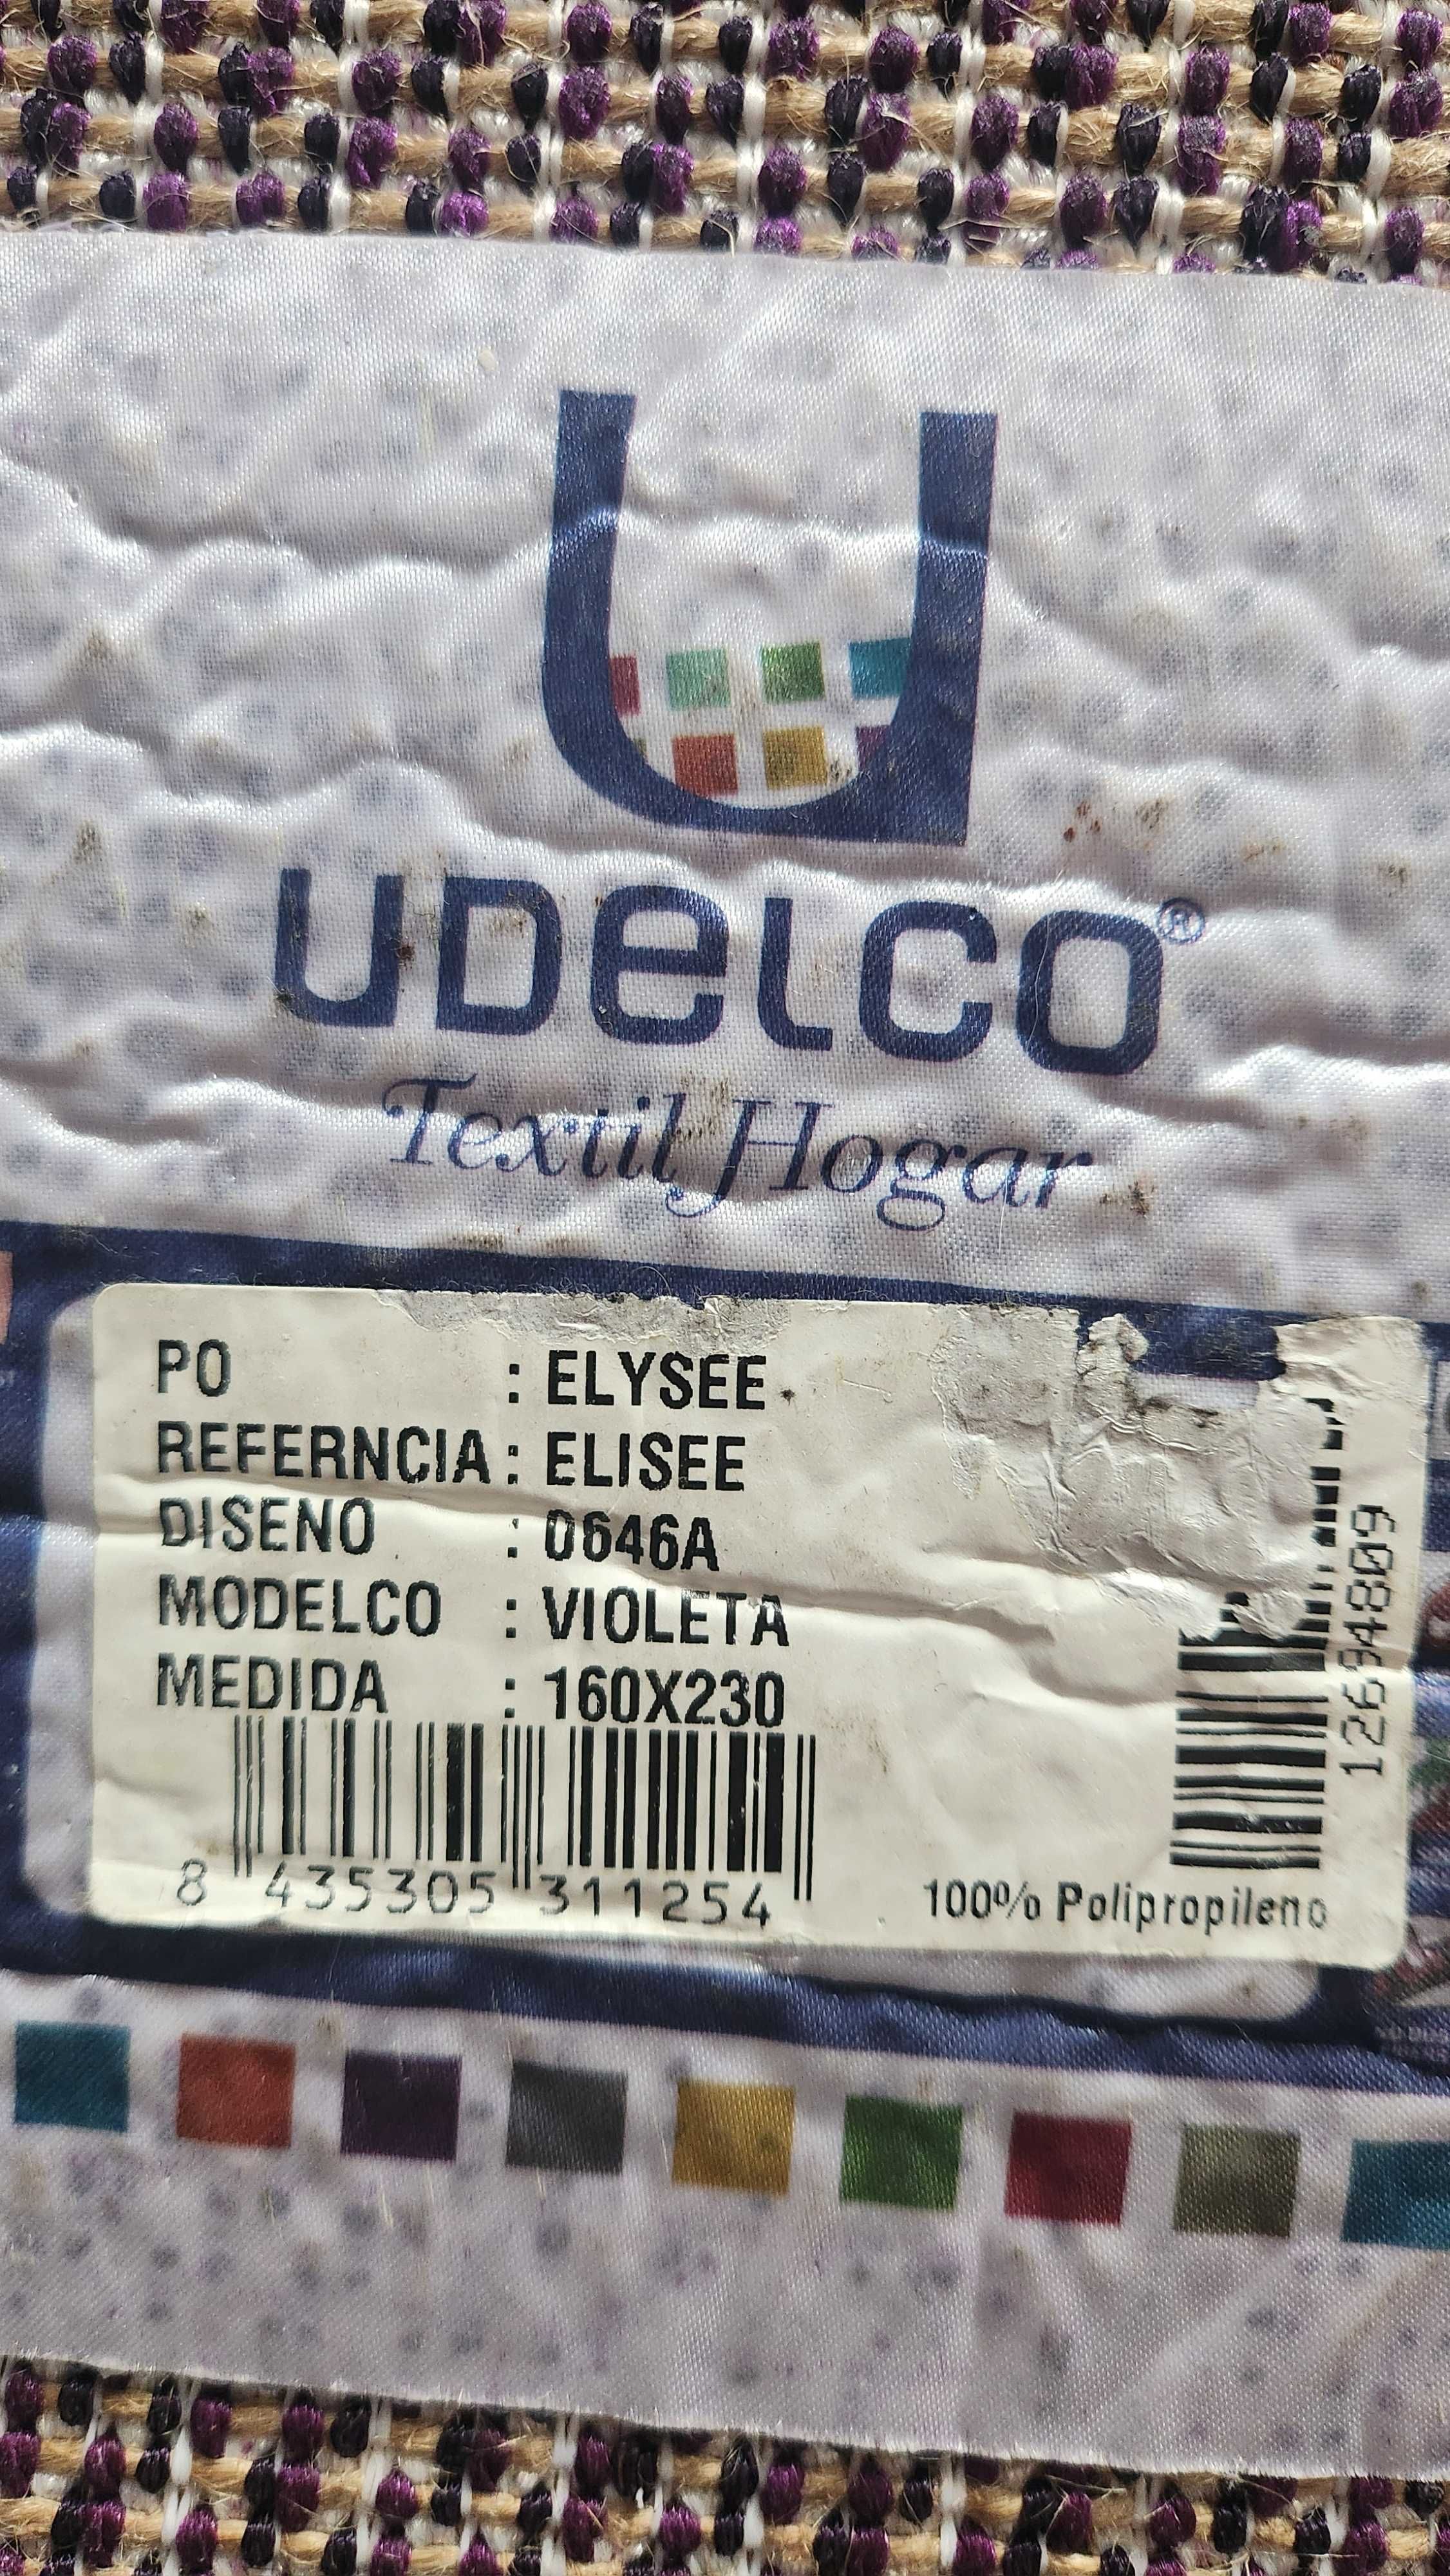 UDELCO®
Textil Hogar
PO : ELYSEE
REFERNCIA : ELISEE
DISENO : 0646A
MODELCO : VIOLETA
MEDIDA : 160X230
8 435305 311254
100% Polipropileno
12694809